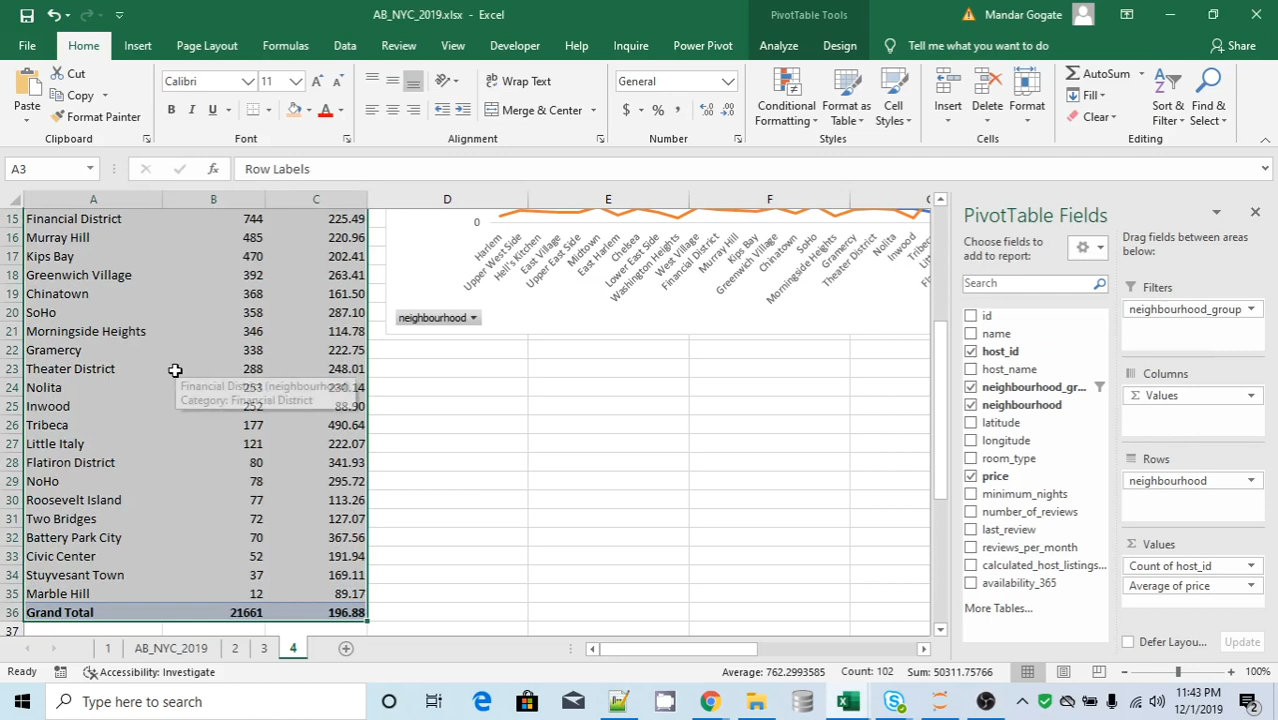 AB_NYC_2019.xlsx - Excel
PivotTable Tools
Mandar Gogate
File Home Insert Page Layout Formulas Data Review View Developer Help Inquire Power Pivot Analyze Design Tell me what you want to do Share
Paste
Cut
Copy
Format Painter
Clipboard
Calibri 11
B I U
Font
Wrap Text
Merge & Center
Alignment
General
$ % ,
Number
Conditional Formatting
Format as Table
Cell Styles
Styles
Insert Delete Format
Cells
AutoSum
Fill
Clear
Sort & Filter
Find & Select
Editing
A3 fx Row Labels
A B C D E F
15 Financial District 744 225.49
16 Murray Hill 485 220.96
17 Kips Bay 470 202.41
18 Greenwich Village 392 263.41
19 Chinatown 368 161.50
20 SoHo 358 287.10
21 Morningside Heights 346 114.78
22 Gramercy 338 222.75
23 Theater District 288 248.01
24 Nolita 253 230.14
25 Inwood 252 88.90
26 Tribeca 177 490.64
27 Little Italy 121 222.07
28 Flatiron District 80 341.93
29 NoHo 78 295.72
30 Roosevelt Island 77 113.26
31 Two Bridges 72 127.07
32 Battery Park City 70 367.56
33 Civic Center 52 191.94
34 Stuyvesant Town 37 169.11
35 Marble Hill 12 89.17
36 Grand Total 21661 196.88
37
Category: Financial District
0
Harlem
Upper West Side
Hell's Kitchen
East Village
Upper East Side
Midtown
East Harlem
Chelsea
Lower East Side
Washington Heights
West Village
Financial District
Murray Hill
Kips Bay
Greenwich Village
Chinatown
SoHo
Morningside Heights
Gramercy
Theater District
Nolita
Inwood
neighbourhood
PivotTable Fields
Choose fields to add to report:
Search
id
name
host_id
host_name
neighbourhood_gr...
neighbourhood
latitude
longitude
room_type
price
minimum_nights
number_of_reviews
last_review
reviews_per_month
calculated_host_listings...
availability_365
More Tables...
Drag fields between areas below:
Filters
neighbourhood_group
Columns
Σ Values
Rows
neighbourhood
Σ Values
Count of host_id
Average of price
Defer Layou... Update
1 AB_NYC_2019 2 3 4
Ready Accessibility: Investigate Average: 762.2993585 Count: 102 Sum: 50311.75766 100%
Type here to search
11:43 PM
12/1/2019
2